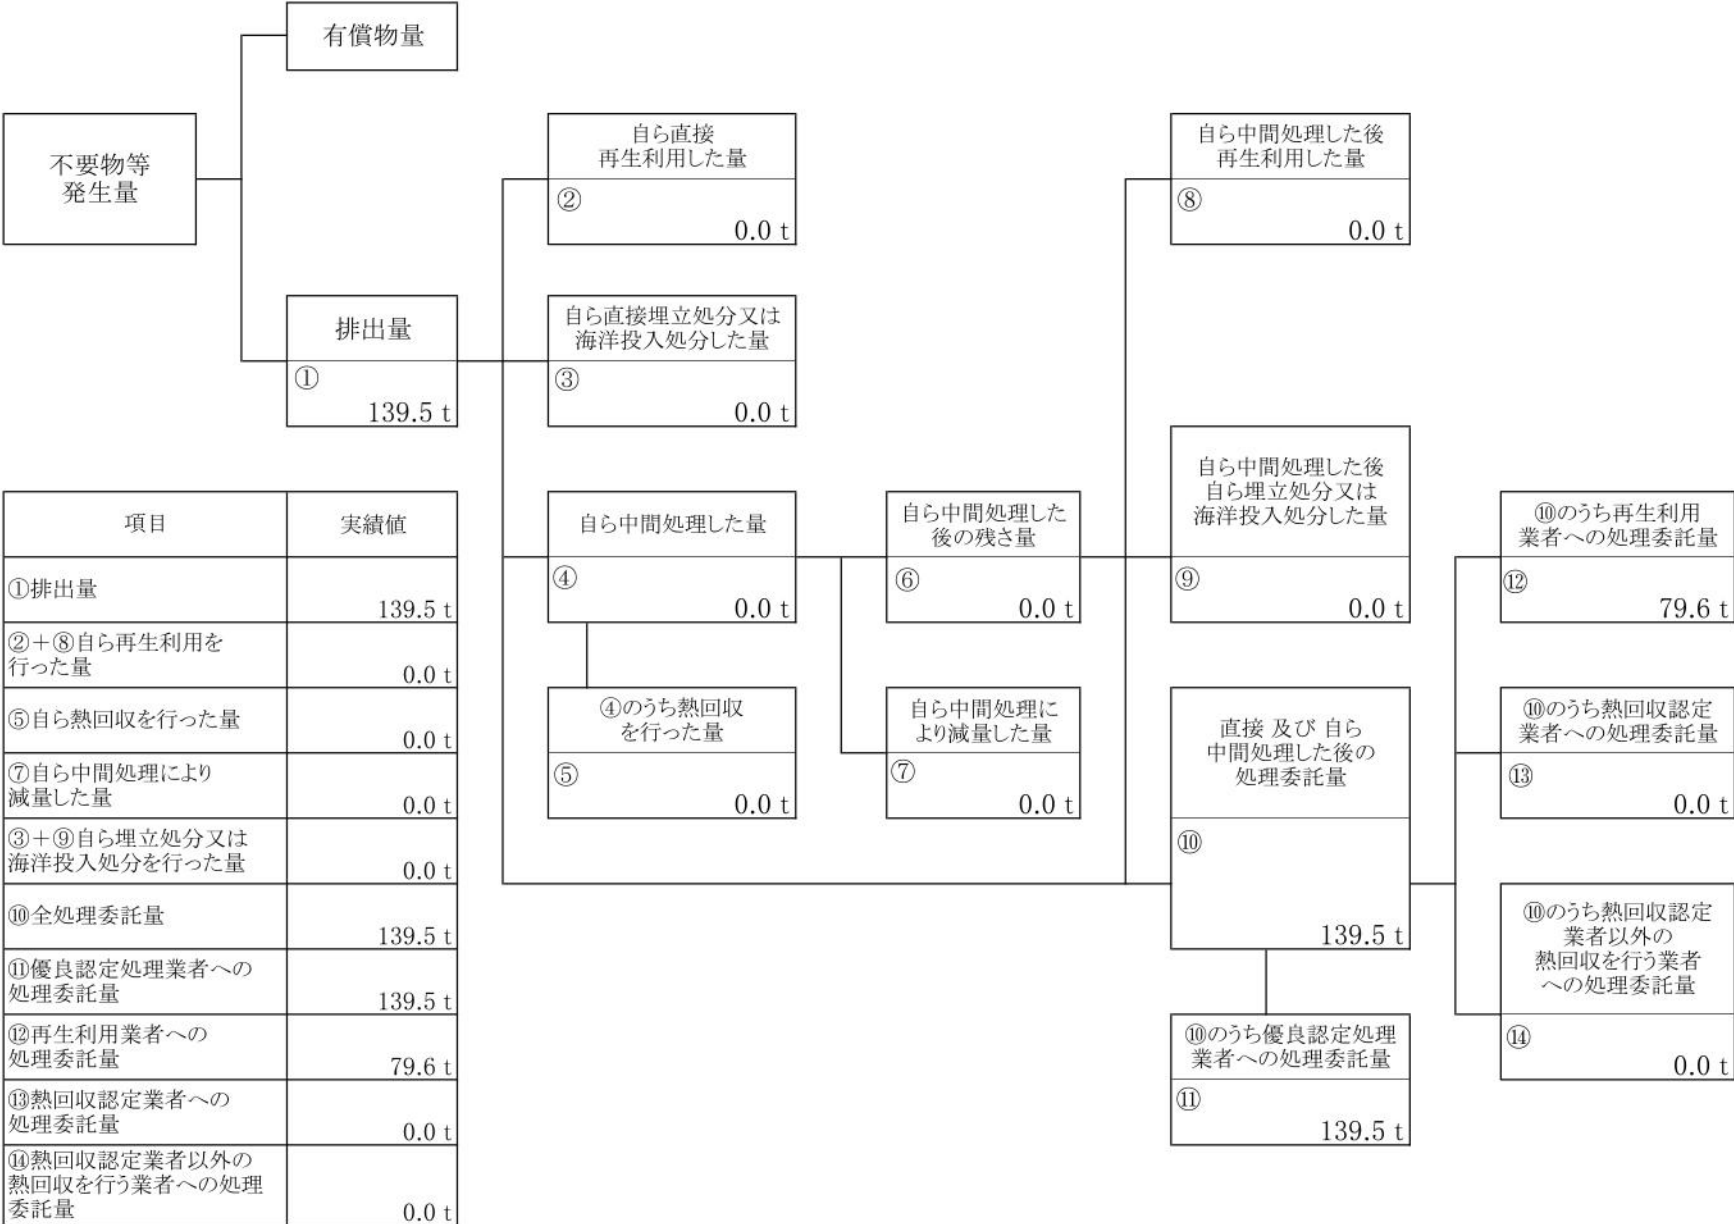 有償物量
不要物等
発生量
排出量
①
139.5 t
自ら直接
再生利用した量
②
0.0 t
自ら直接埋立処分又は
海洋投入処分した量
③
0.0 t
自ら中間処理した量
④
0.0 t
④のうち熱回収
を行った量
⑤
0.0 t
自ら中間処理した
後の残さ量
⑥
0.0 t
自ら中間処理に
より減量した量
⑦
0.0 t
自ら中間処理した後
再生利用した量
⑧
0.0 t
自ら中間処理した後
自ら埋立処分又は
海洋投入処分した量
⑨
0.0 t
直接 及び 自ら
中間処理した後の
処理委託量
⑩
139.5 t
⑩のうち優良認定処理
業者への処理委託量
⑪
139.5 t
⑩のうち再生利用
業者への処理委託量
⑫
79.6 t
⑩のうち熱回収認定
業者への処理委託量
⑬
0.0 t
⑩のうち熱回収認定
業者以外の
熱回収を行う業者
への処理委託量
⑭
0.0 t
項目
実績値
①排出量
139.5 t
②＋⑧自ら再生利用を
行った量
0.0 t
⑤自ら熱回収を行った量
0.0 t
⑦自ら中間処理により
減量した量
0.0 t
③＋⑨自ら埋立処分又は
海洋投入処分を行った量
0.0 t
⑩全処理委託量
139.5 t
⑪優良認定処理業者への
処理委託量
139.5 t
⑫再生利用業者への
処理委託量
79.6 t
⑬熱回収認定業者への
処理委託量
0.0 t
⑭熱回収認定業者以外の
熱回収を行う業者への処理
委託量
0.0 t